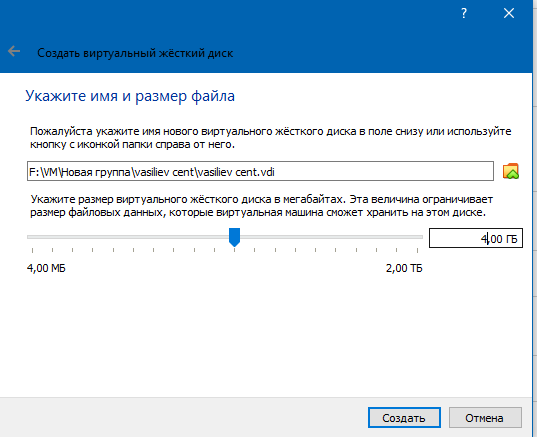 ?
Создать виртуальный жёсткий диск
Укажите имя и размер файла
Пожалуйста укажите имя нового виртуального жёсткого диска в поле снизу или используйте
кнопку с иконкой папки справа от него.
F:\VM\Новая группа\vasiliev cent\vasiliev cent.vdi
Укажите размер виртуального жёсткого диска в мегабайтах. Эта величина ограничивает
размер файловых данных, которые виртуальная машина сможет хранить на этом диске.
4,00 ГБ
4,00 МБ 2,00 ТБ
Создать Отмена